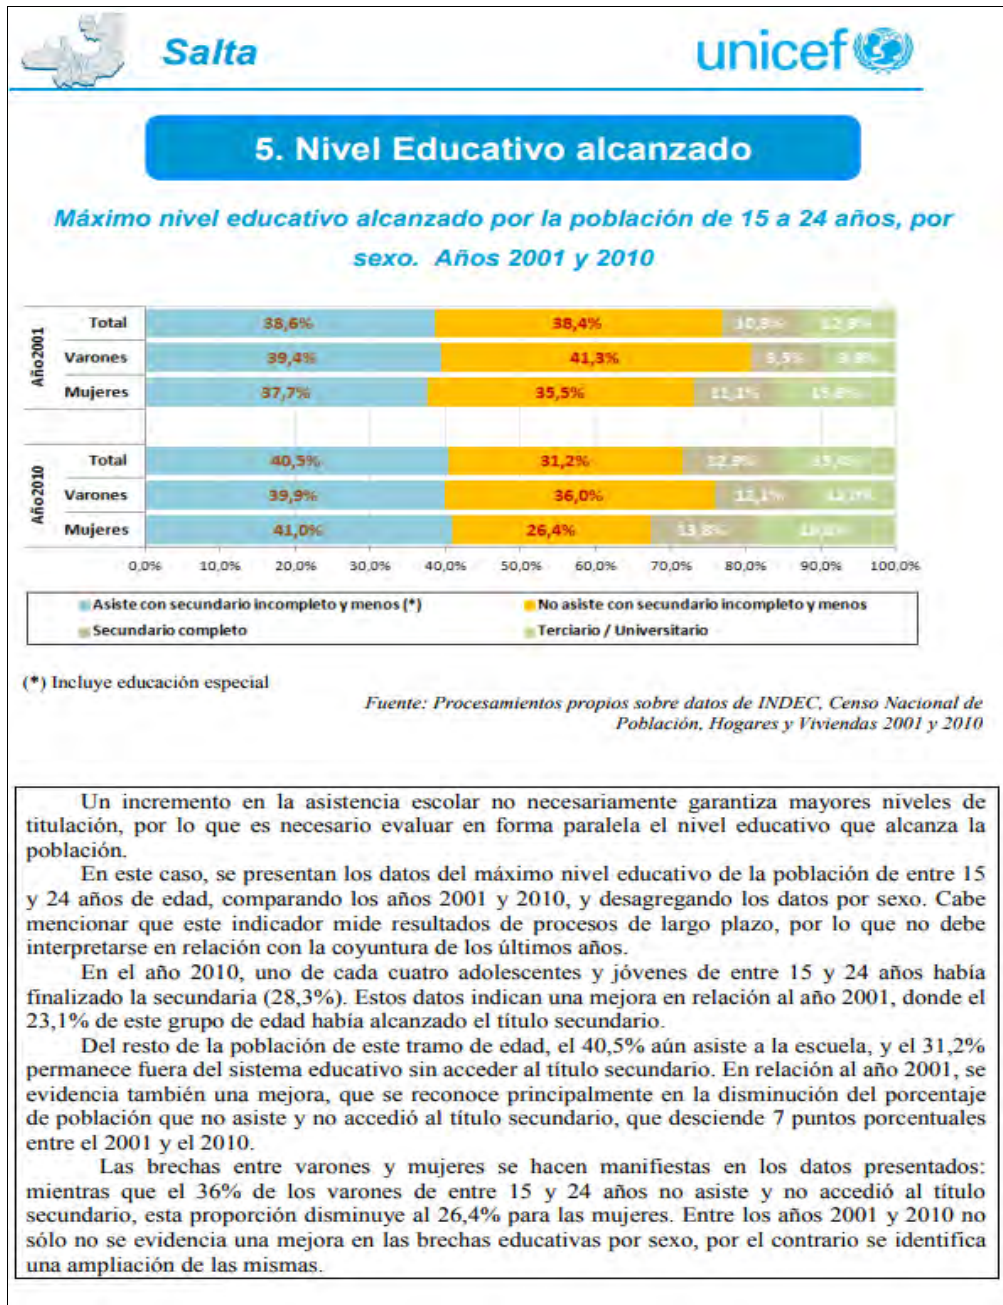 Salta
unicef
5. Nivel Educativo alcanzado
Máximo nivel educativo alcanzado por la población de 15 a 24 años, por
sexo. Años 2001 y 2010
Año2001
Total 38,6% 38,4%
Varones 39,4% 41,3% 9,5%
Mujeres 37,7% 35,5% 11,1%
Año2010
Total 40,5% 31,2%
Varones 39,9% 36,0% 12,1%
Mujeres 41,0% 26,4% 13,8%
0,0% 10,0% 20,0% 30,0% 40,0% 50,0% 60,0% 70,0% 80,0% 90,0% 100,0%
Asiste con secundario incompleto y menos (*) No asiste con secundario incompleto y menos
Secundario completo Terciario / Universitario
(*) Incluye educación especial
Fuente: Procesamientos propios sobre datos de INDEC, Censo Nacional de
Población, Hogares y Viviendas 2001 y 2010
Un incremento en la asistencia escolar no necesariamente garantiza mayores niveles de
titulación, por lo que es necesario evaluar en forma paralela el nivel educativo que alcanza la
población.
En este caso, se presentan los datos del máximo nivel educativo de la población de entre 15
y 24 años de edad, comparando los años 2001 y 2010, y desagregando los datos por sexo. Cabe
mencionar que este indicador mide resultados de procesos de largo plazo, por lo que no debe
interpretarse en relación con la coyuntura de los últimos años.
En el año 2010, uno de cada cuatro adolescentes y jóvenes de entre 15 y 24 años había
finalizado la secundaria (28,3%). Estos datos indican una mejora en relación al año 2001, donde el
23,1% de este grupo de edad había alcanzado el título secundario.
Del resto de la población de este tramo de edad, el 40,5% aún asiste a la escuela, y el 31,2%
permanece fuera del sistema educativo sin acceder al título secundario. En relación al año 2001, se
evidencia también una mejora, que se reconoce principalmente en la disminución del porcentaje
de población que no asiste y no accedió al título secundario, que desciende 7 puntos porcentuales
entre el 2001 y el 2010.
Las brechas entre varones y mujeres se hacen manifiestas en los datos presentados:
mientras que el 36% de los varones de entre 15 y 24 años no asiste y no accedió al título
secundario, esta proporción disminuye al 26,4% para las mujeres. Entre los años 2001 y 2010 no
sólo no se evidencia una mejora en las brechas educativas por sexo, por el contrario se identifica
una ampliación de las mismas.